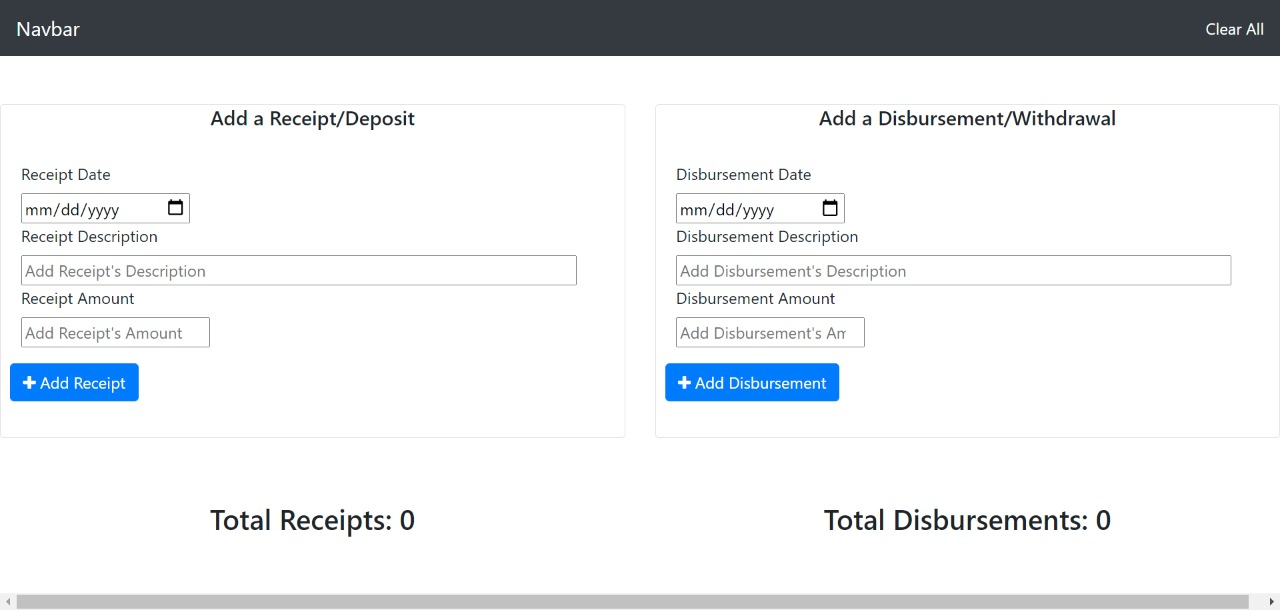 Navbar
Clear All
Add a Receipt/Deposit
Receipt Date
mm/dd/yyyy
Receipt Description
Add Receipt's Description
Receipt Amount
Add Receipt's Amount
Add Receipt
Add a Disbursement/Withdrawal
Disbursement Date
mm/dd/yyyy
Disbursement Description
Add Disbursement's Description
Disbursement Amount
Add Disbursement's Am
Add Disbursement
Total Receipts: 0
Total Disbursements: 0